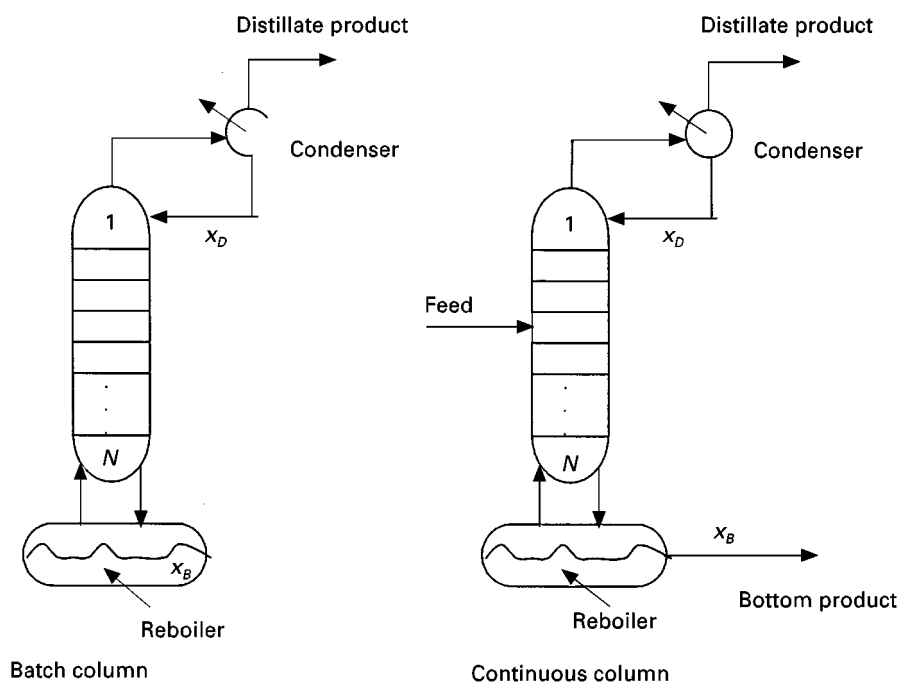 Distillate product
Condenser
1
x_D
N
x_B
Reboiler
Batch column
Distillate product
Condenser
1
x_D
Feed
N
x_B
Reboiler
Bottom product
Continuous column